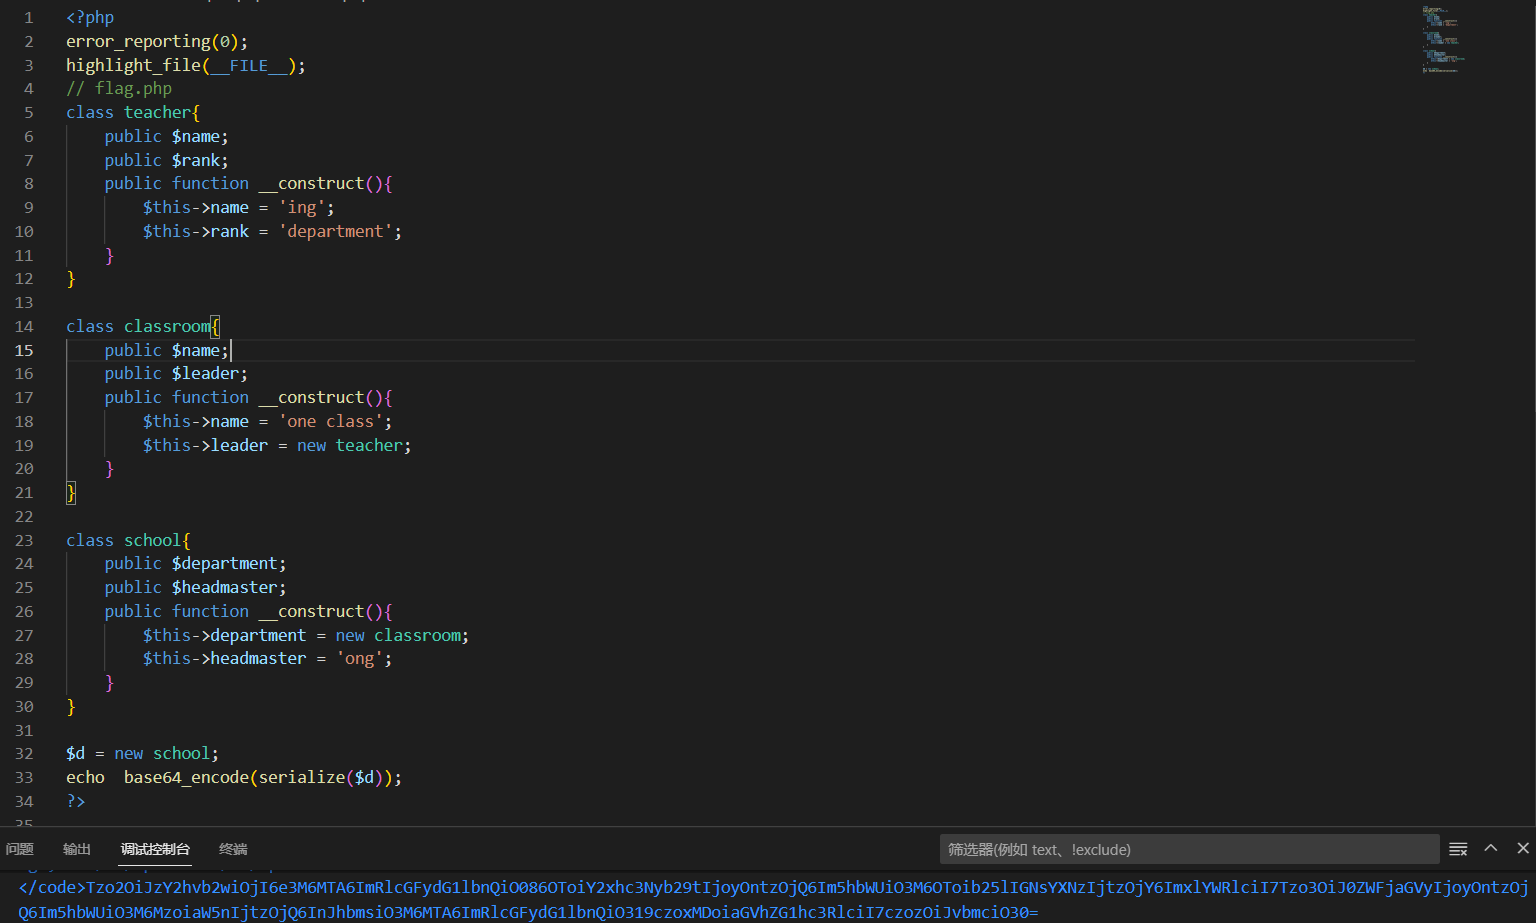 1 <?php
2 error_reporting(0);
3 highlight_file(__FILE__);
4 // flag.php
5 class teacher{
6 public $name;
7 public $rank;
8 public function __construct(){
9 $this->name = 'ing';
10 $this->rank = 'department';
11 }
12 }
13
14 class classroom{
15 public $name;
16 public $leader;
17 public function __construct(){
18 $this->name = 'one class';
19 $this->leader = new teacher;
20 }
21 }
22
23 class school{
24 public $department;
25 public $headmaster;
26 public function __construct(){
27 $this->department = new classroom;
28 $this->headmaster = 'ong';
29 }
30 }
31
32 $d = new school;
33 echo  base64_encode(serialize($d));
34 ?>
35
问题 输出 调试控制台 终端 筛选器(例如 text、!exclude)
</code>Tzo2OiJzY2hvb2wiOjI6e3M6MTA6ImRlcGFydG1lbnQiO086OToiY2xhc3Nyb29tIjoyOntzOjQ6Im5hbWUiO3M6OToib25lIGNsYXNzIjtzOjY6ImxlYWRlciI7Tzo3OiJ0ZWFjaGVyIjoyOntzOj
Q6Im5hbWUiO3M6MzoiaW5nIjtzOjQ6InJhbmsiO3M6MTA6ImRlcGFydG1lbnQiO319czoxMDoiaGVhZG1hc3RlciI7czozOiJvbmciO30=